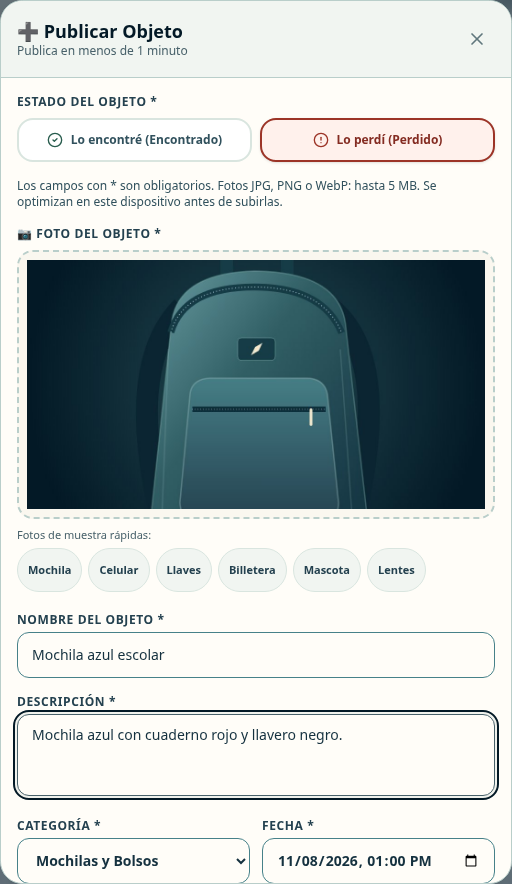 ➕ Publicar Objeto
Publica en menos de 1 minuto
ESTADO DEL OBJETO *
Lo encontré (Encontrado)
Lo perdí (Perdido)
Los campos con * son obligatorios. Fotos JPG, PNG o WebP: hasta 5 MB. Se
optimizan en este dispositivo antes de subirlas.
📷 FOTO DEL OBJETO *
Fotos de muestra rápidas:
Mochila
Celular
Llaves
Billetera
Mascota
Lentes
NOMBRE DEL OBJETO *
Mochila azul escolar
DESCRIPCIÓN *
Mochila azul con cuaderno rojo y llavero negro.
CATEGORÍA *
FECHA *
Mochilas y Bolsos
11/08/2026, 01:00 PM